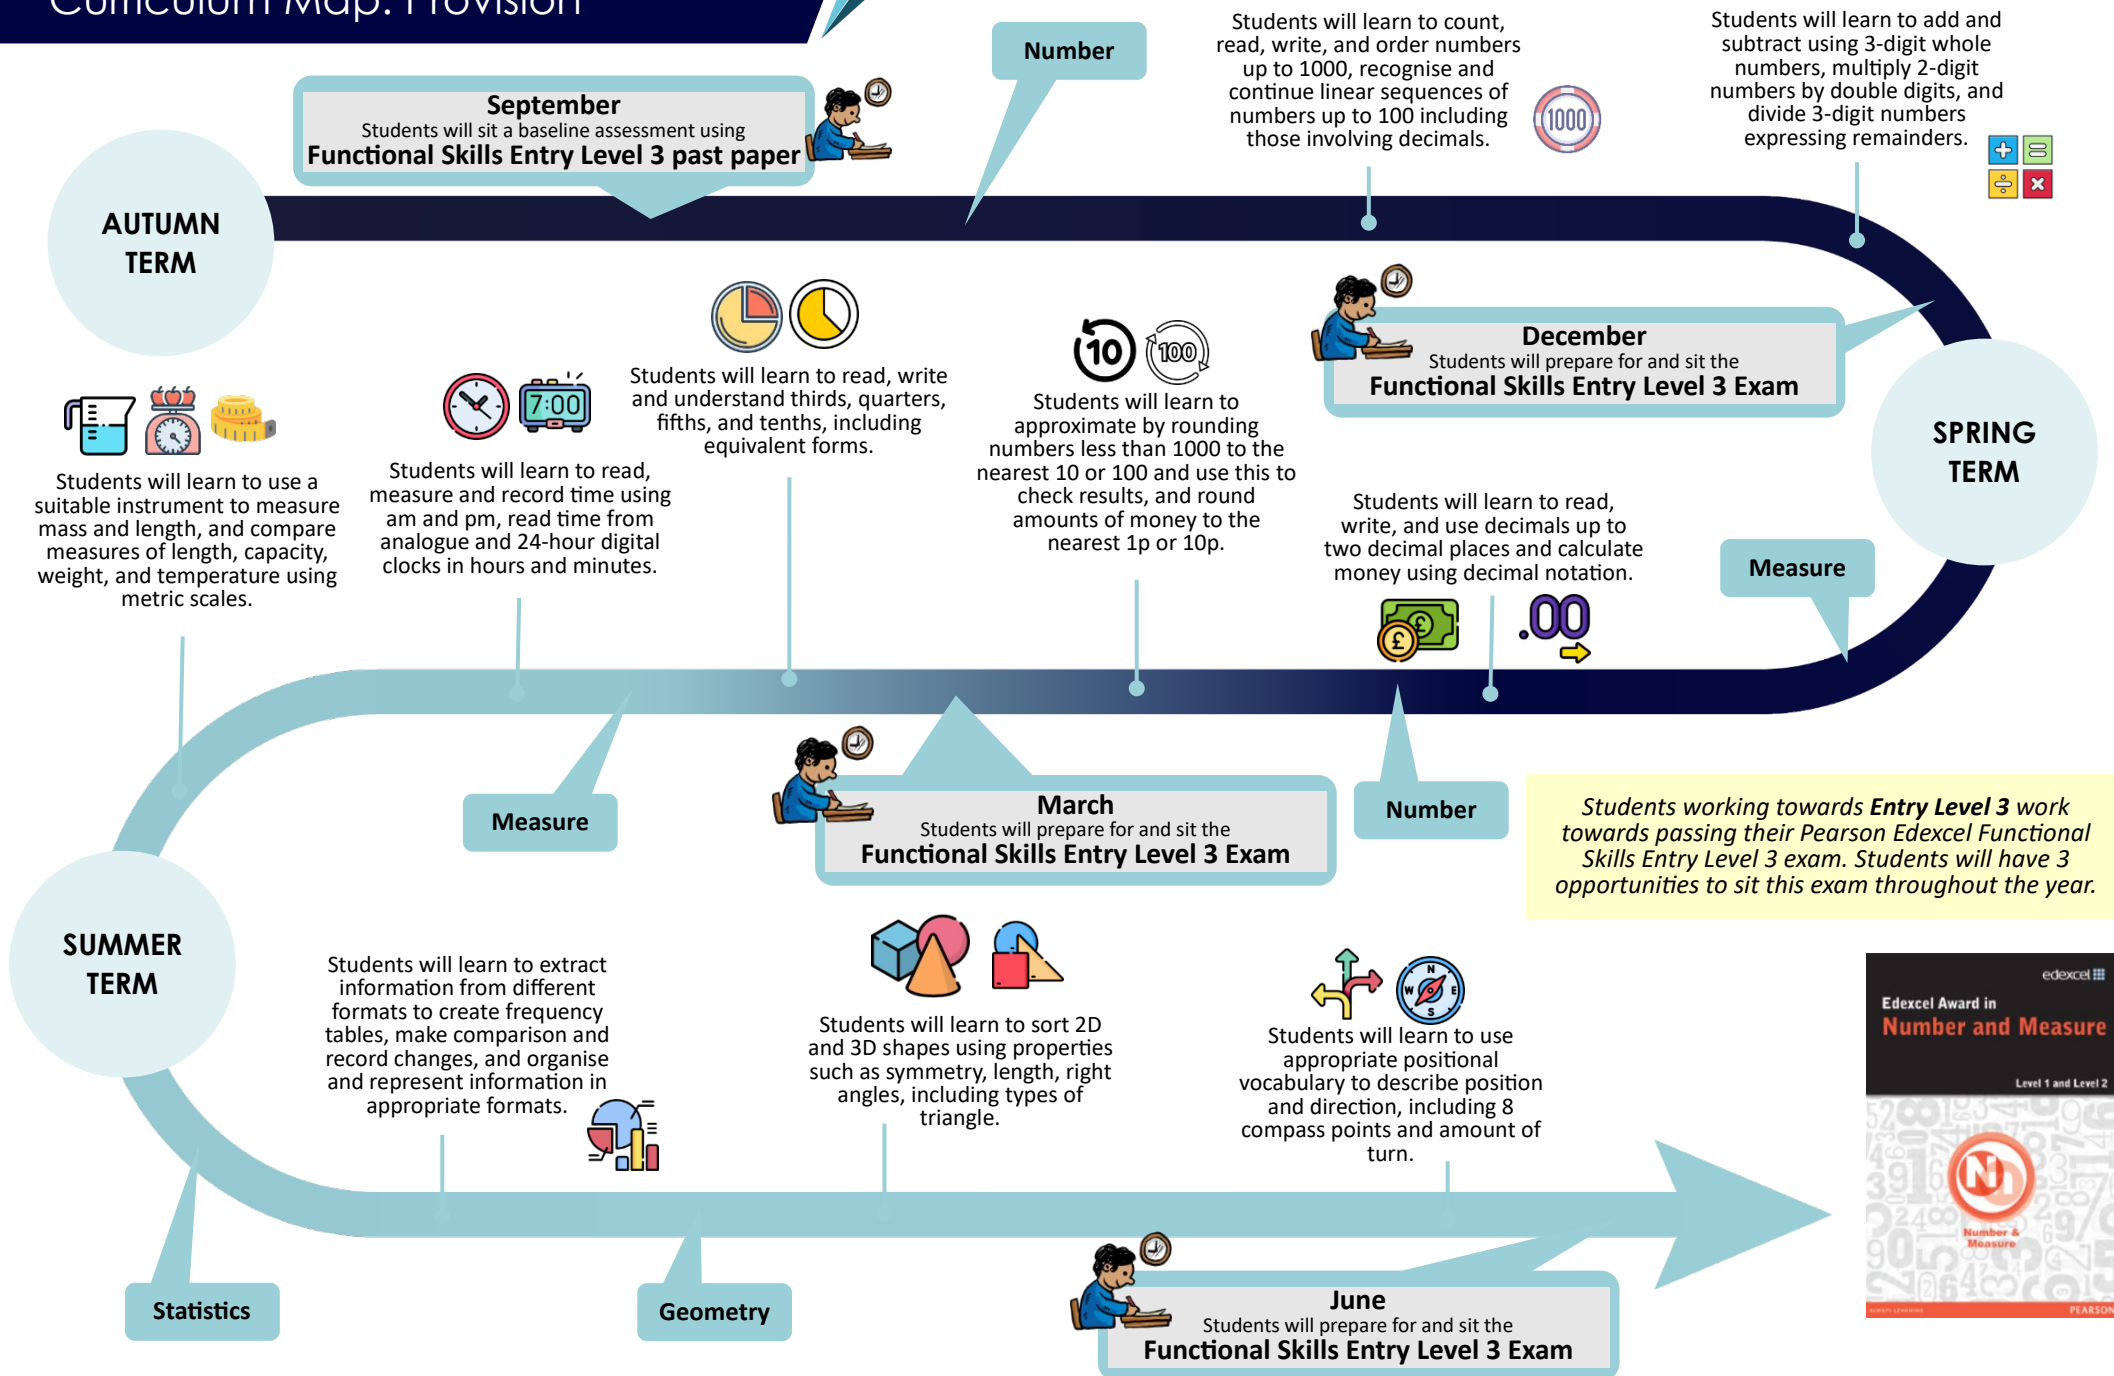 Curriculum Map: Provision
September
Students will sit a baseline assessment using
Functional Skills Entry Level 3 past paper
Number
Students will learn to count,
read, write, and order numbers
up to 1000, recognise and
continue linear sequences of
numbers up to 100 including
those involving decimals.
1000
Students will learn to add and
subtract using 3-digit whole
numbers, multiply 2-digit
numbers by double digits, and
divide 3-digit numbers
expressing remainders.
AUTUMN
TERM
December
Students will prepare for and sit the
Functional Skills Entry Level 3 Exam
SPRING
TERM
Measure
Students will learn to read,
write, and use decimals up to
two decimal places and calculate
money using decimal notation.
£
£
.00
Number
10
100
Students will learn to
approximate by rounding
numbers less than 1000 to the
nearest 10 or 100 and use this to
check results, and round
amounts of money to the
nearest 1p or 10p.
March
Students will prepare for and sit the
Functional Skills Entry Level 3 Exam
Students will learn to read, write
and understand thirds, quarters,
fifths, and tenths, including
equivalent forms.
Measure
7:00
Students will learn to read,
measure and record time using
am and pm, read time from
analogue and 24-hour digital
clocks in hours and minutes.
Students will learn to use a
suitable instrument to measure
mass and length, and compare
measures of length, capacity,
weight, and temperature using
metric scales.
Students working towards Entry Level 3 work
towards passing their Pearson Edexcel Functional
Skills Entry Level 3 exam. Students will have 3
opportunities to sit this exam throughout the year.
SUMMER
TERM
Statistics
Students will learn to extract
information from different
formats to create frequency
tables, make comparison and
record changes, and organise
and represent information in
appropriate formats.
Geometry
Students will learn to sort 2D
and 3D shapes using properties
such as symmetry, length, right
angles, including types of
triangle.
N
W E
S
Students will learn to use
appropriate positional
vocabulary to describe position
and direction, including 8
compass points and amount of
turn.
June
Students will prepare for and sit the
Functional Skills Entry Level 3 Exam
edexcel
Edexcel Award in
Number and Measure
Level 1 and Level 2
Number &
Measure
PEARSON